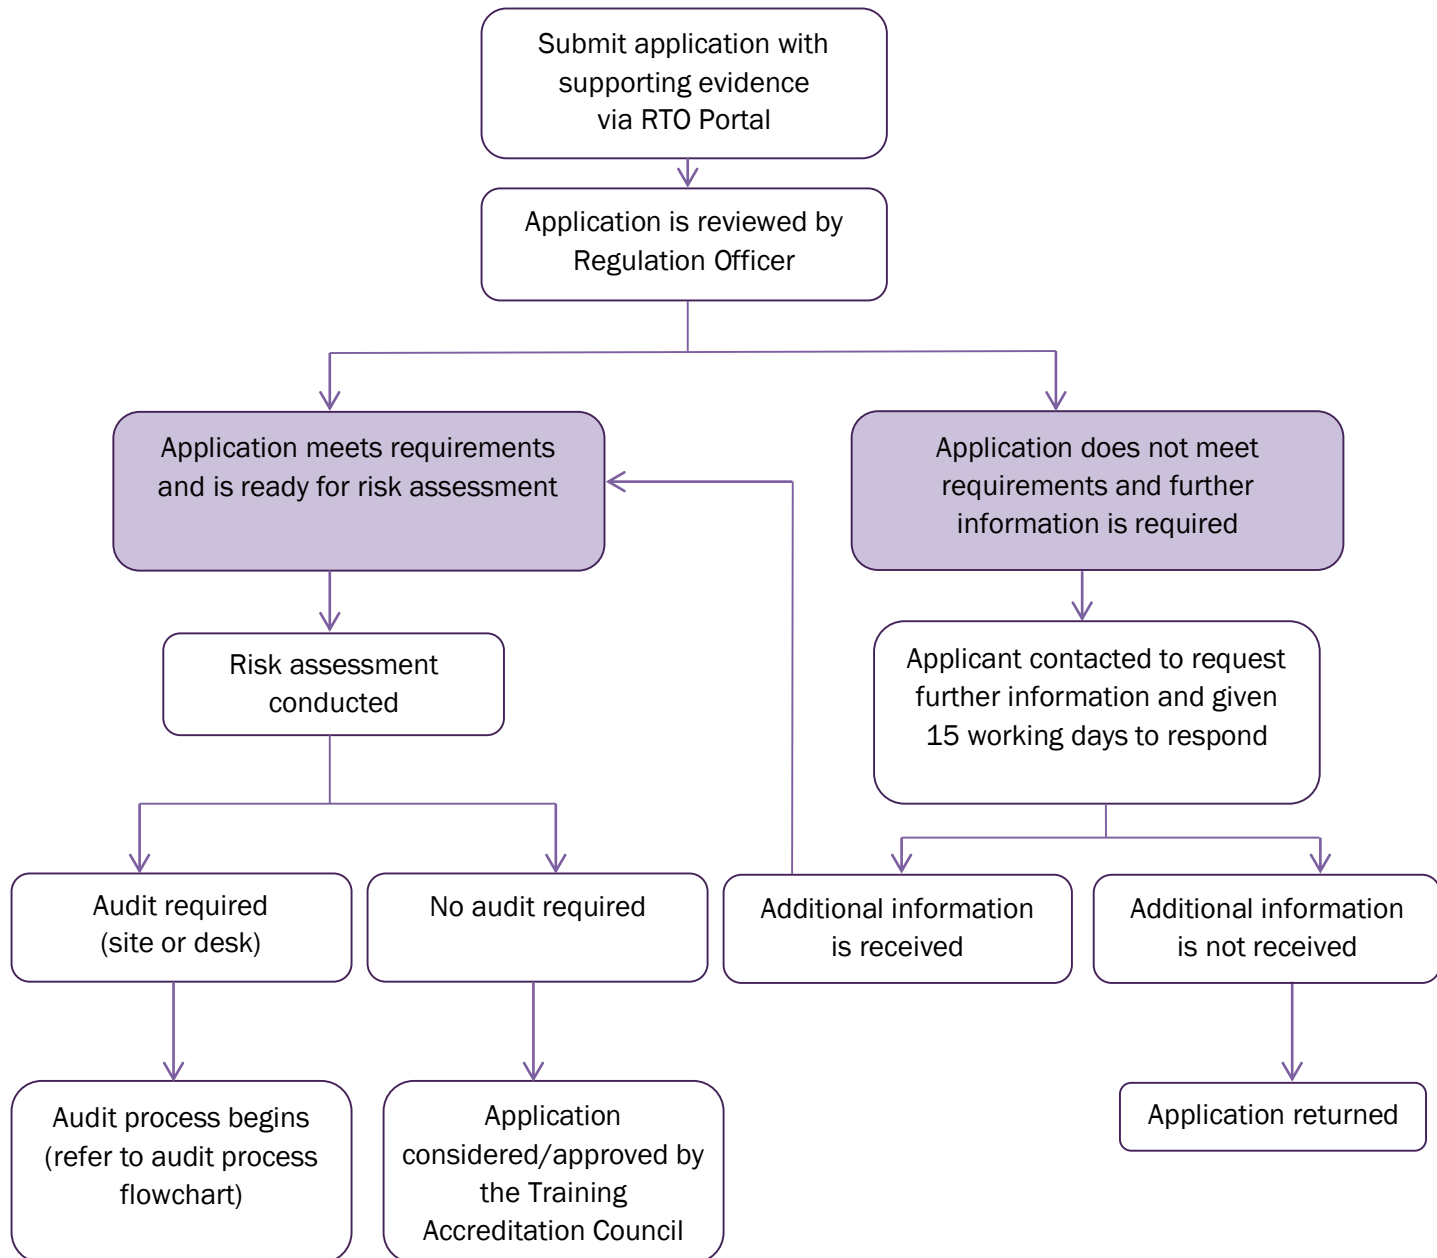 Submit application with
supporting evidence
via RTO Portal
Application is reviewed by
Regulation Officer
Application meets requirements
and is ready for risk assessment
Application does not meet
requirements and further
information is required
Risk assessment
conducted
Applicant contacted to request
further information and given
15 working days to respond
Audit required
(site or desk)
No audit required
Additional information
is received
Additional information
is not received
Audit process begins
(refer to audit process
flowchart)
Application
considered/approved by
the Training
Accreditation Council
Application returned